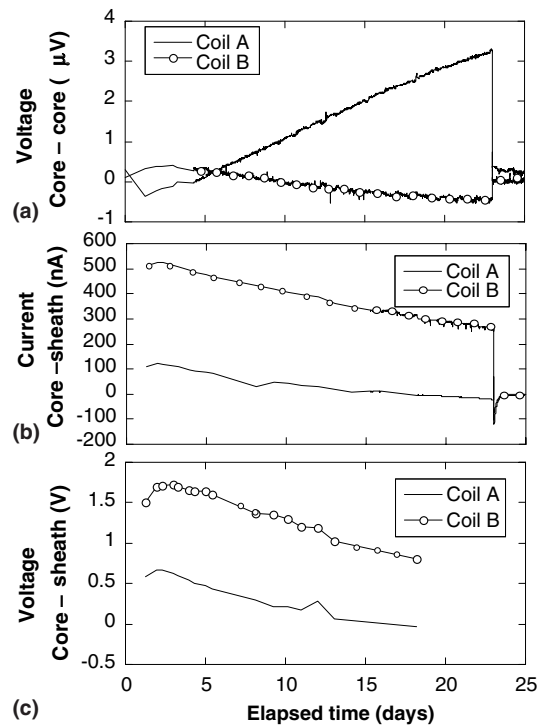 4
3
2
1
0
-1
Voltage
Core – core ( μV)
Coil A
Coil B
(a)
600
500
400
300
200
100
0
-100
-200
Current
Core –sheath (nA)
Coil A
Coil B
(b)
2
1.5
1
0.5
0
-0.5
Voltage
Core – sheath (V)
Coil A
Coil B
0 5 10 15 20 25
Elapsed time (days)
(c)